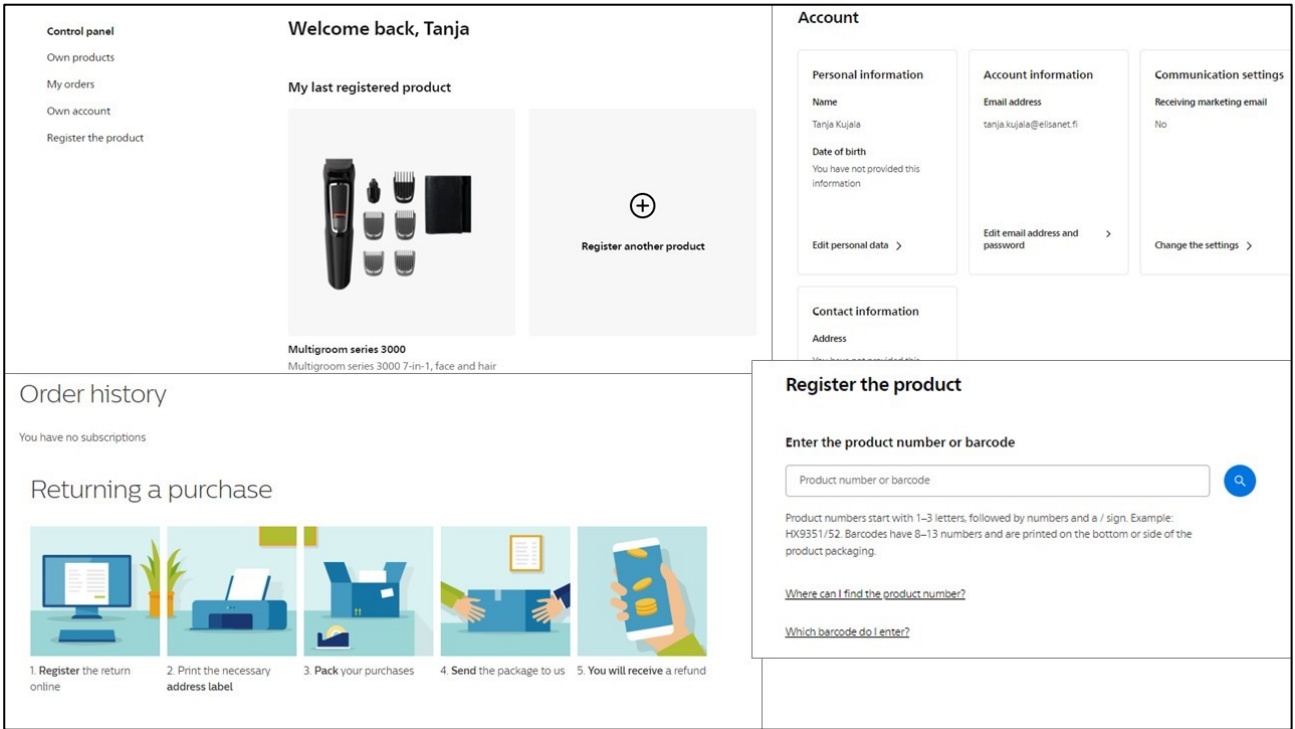 Control panel
Own products
My orders
Own account
Register the product
Welcome back, Tanja
My last registered product
Register another product
Multigroom series 3000
Multigroom series 3000 7-in-1, face and hair
Account
Personal information
Name
Tanja Kujala
Date of birth
You have not provided this
information
Edit personal data >
Account information
Email address
tanja.kujala@elisanet.fi
Edit email address and
password >
Communication settings
Receiving marketing email
No
Change the settings >
Contact information
Address
You have not provided this
Order history
You have no subscriptions
Returning a purchase
1. Register the return
online
2. Print the necessary
address label
3. Pack your purchases
4. Send the package to us
5. You will receive a refund
Register the product
Enter the product number or barcode
Product number or barcode
Product numbers start with 1–3 letters, followed by numbers and a / sign. Example:
HX9351/52. Barcodes have 8–13 numbers and are printed on the bottom or side of the
product packaging.
Where can I find the product number?
Which barcode do I enter?